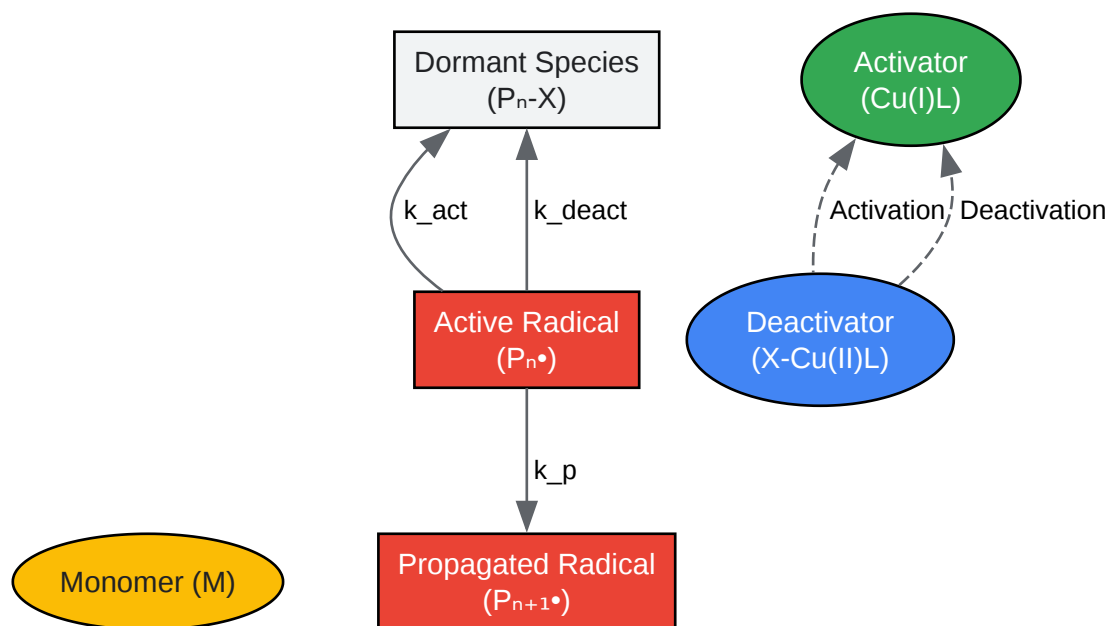 Dormant Species
(Pₙ-X)
Activator
(Cu(I)L)
k_act
k_deact
Activation
Deactivation
Active Radical
(Pₙ•)
Deactivator
(X-Cu(II)L)
k_p
Monomer (M)
Propagated Radical
(Pₙ₊₁•)